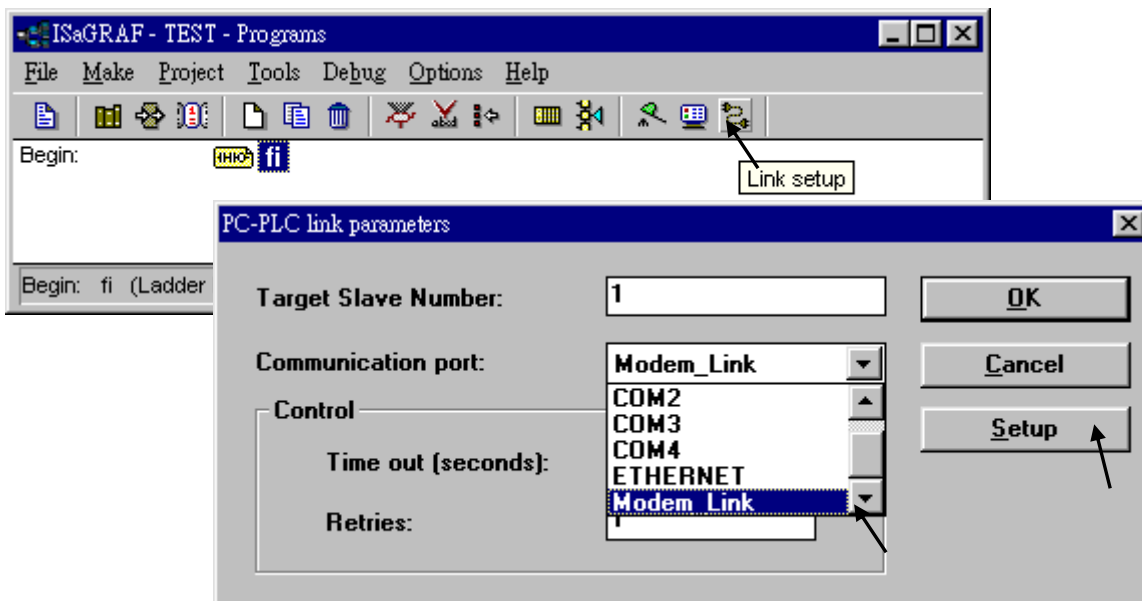 ISaGRAF - TEST - Programs
File Make Project Tools Debug Options Help
Begin: fi
Link setup
Begin: fi (Ladder
PC-PLC link parameters
Target Slave Number: 1 OK
Communication port: Modem_Link Cancel
COM2
Control COM3 Setup
COM4
Time out (seconds): ETHERNET
Modem_Link
Retries: